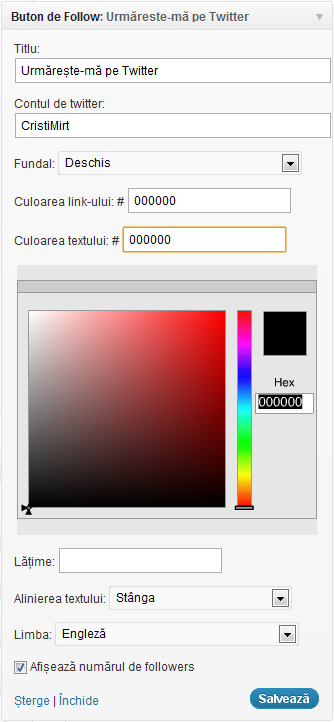 Buton de Follow: Urmareste-mă pe Twitter
Titlu:
Urmărește-mă pe Twitter
Contul de twitter:
CristiMirt
Fundal: Deschis
Culoarea link-ului: # 000000
Culoarea textului: # 000000
Hex
000000
Lățime:
Alinierea textului: Stânga
Limba: Engleză
Afișează numărul de followers
Șterge | Închide
Salvează